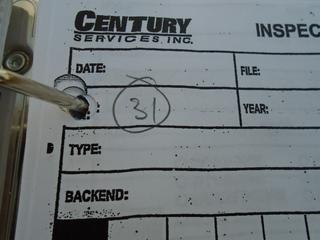 CENTURY
SERVICES, INC.
INSPEC
DATE:
FILE:
31
YEAR:
TYPE:
BACKEND: